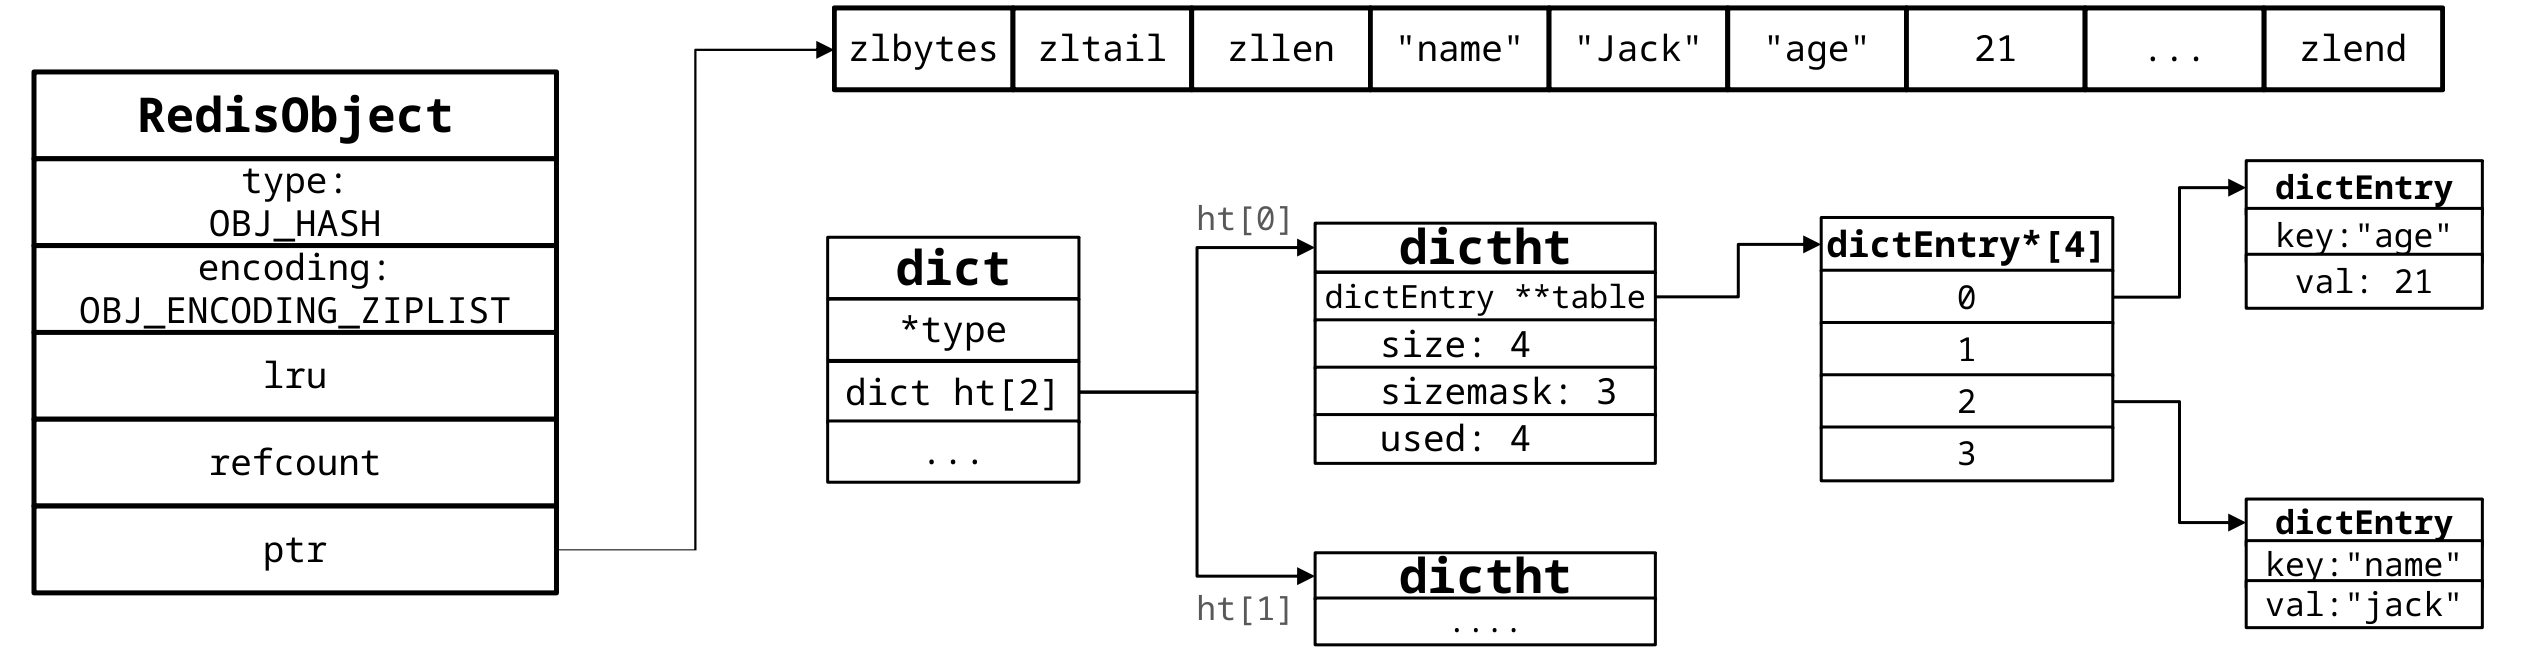 RedisObject
type:
OBJ_HASH
encoding:
OBJ_ENCODING_ZIPLIST
lru
refcount
ptr
zlbytes zltail zllen "name" "Jack" "age" 21 ... zlend
dict
*type
dict ht[2]
...
ht[0]
dictht
dictEntry **table
size: 4
sizemask: 3
used: 4
ht[1]
dictht
....
dictEntry*[4]
0
1
2
3
dictEntry
key:"age"
val: 21
dictEntry
key:"name"
val:"jack"